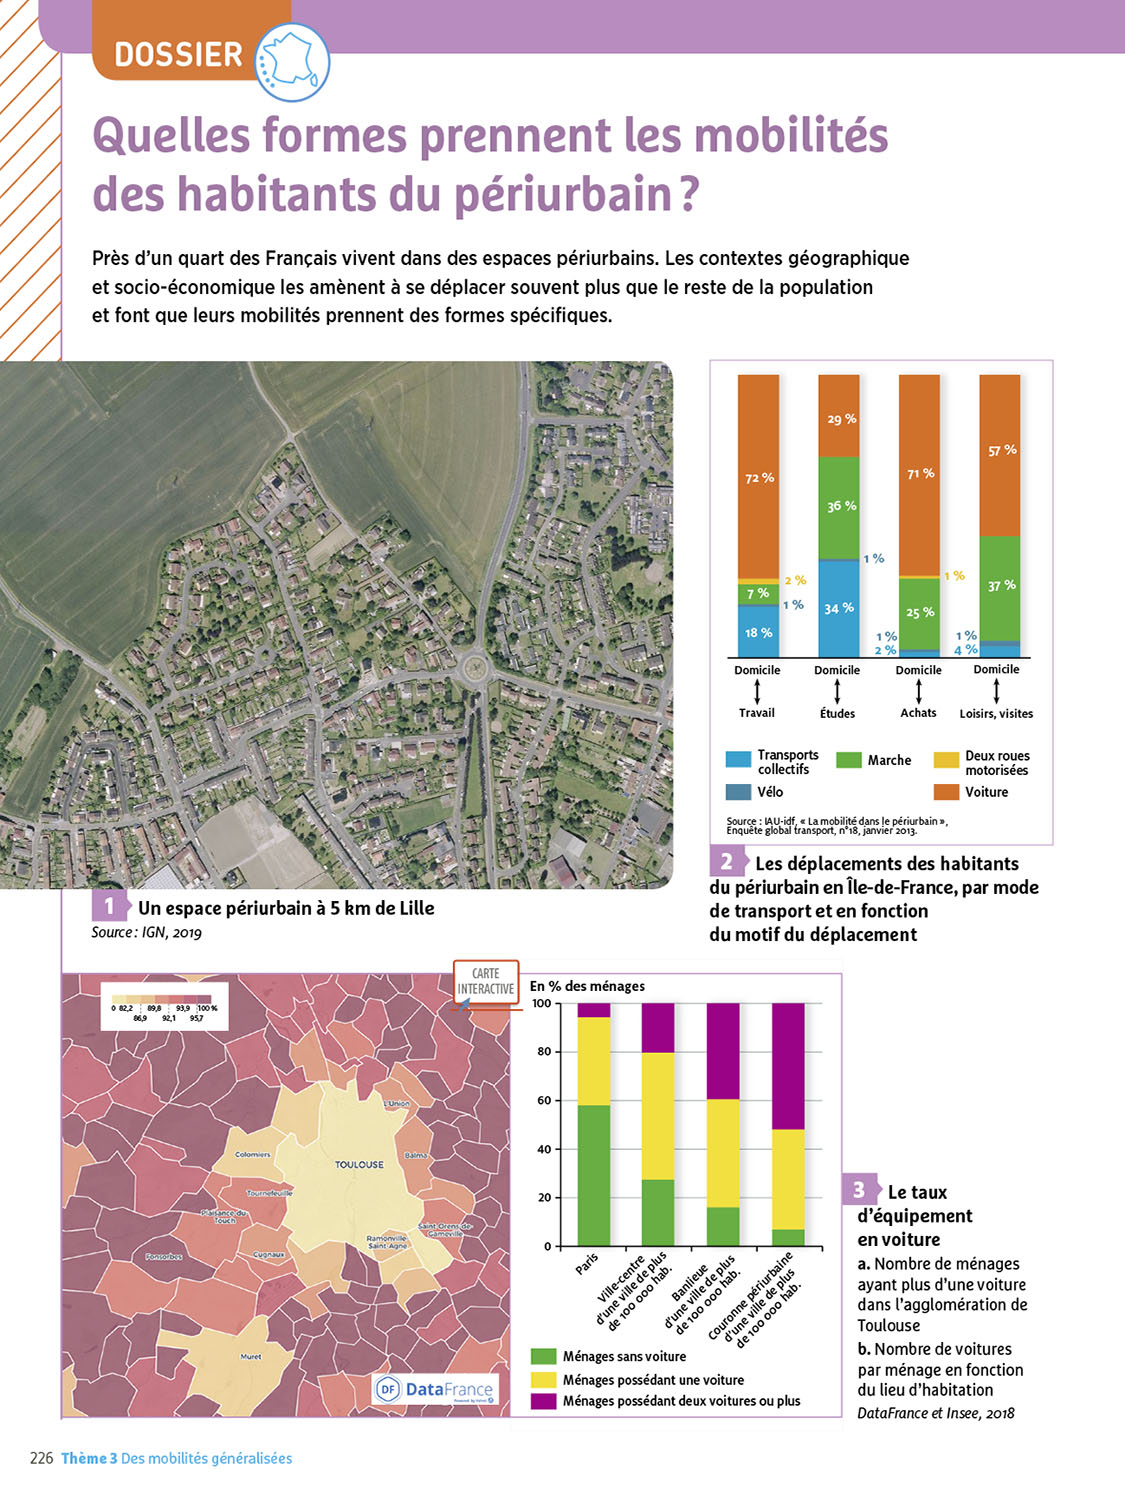 DOSSIER
Quelles formes prennent les mobilités
des habitants du périurbain ?
Près d’un quart des Français vivent dans des espaces périurbains. Les contextes géographique
et socio-économique les amènent à se déplacer souvent plus que le reste de la population
et font que leurs mobilités prennent des formes spécifiques.
1 Un espace périurbain à 5 km de Lille
Source : IGN, 2019
72 %
2 %
7 %
1 %
18 %
29 %
36 %
1 %
34 %
71 %
1 %
25 %
1 %
2 %
57 %
37 %
1 %
4 %
Domicile Domicile Domicile Domicile
Travail Études Achats Loisirs, visites
Transports
collectifs
Marche
Deux roues
motorisées
Vélo
Voiture
Source : IAU-idf, « La mobilité dans le périurbain »,
Enquête global transport, n°18, janvier 2013.
2 Les déplacements des habitants
du périurbain en Île-de-France, par mode
de transport et en fonction
du motif du déplacement
0 82,2 89,8 93,9 100 %
86,9 92,1 95,7
CARTE
INTERACTIVE
L'Union
Colomiers
TOULOUSE
Balma
Tournefeuille
Plaisance-du-
Touch
Saint-Orens-de-
Gameville
Ramonville-
Saint-Agne
Fonsorbes
Cugnaux
Muret
DF DataFrance
En % des ménages
100
80
60
40
20
0
Paris
Ville-centre
d’une ville de plus
de 100 000 hab.
Banlieue
d’une ville de plus
de 100 000 hab.
Couronne périurbaine
d’une ville de plus
de 100 000 hab.
Ménages sans voiture
Ménages possédant une voiture
Ménages possédant deux voitures ou plus
3 Le taux
d’équipement
en voiture
a. Nombre de ménages
ayant plus d’une voiture
dans l’agglomération de
Toulouse
b. Nombre de voitures
par ménage en fonction
du lieu d’habitation
DataFrance et Insee, 2018
226 Thème 3 Des mobilités généralisées